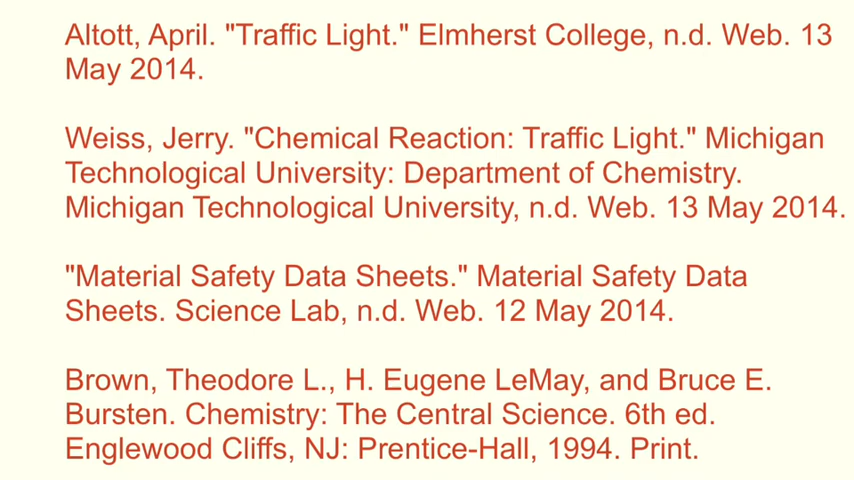 Altott, April. "Traffic Light." Elmherst College, n.d. Web. 13
May 2014.
Weiss, Jerry. "Chemical Reaction: Traffic Light." Michigan
Technological University: Department of Chemistry.
Michigan Technological University, n.d. Web. 13 May 2014.
"Material Safety Data Sheets." Material Safety Data
Sheets. Science Lab, n.d. Web. 12 May 2014.
Brown, Theodore L., H. Eugene LeMay, and Bruce E.
Bursten. Chemistry: The Central Science. 6th ed.
Englewood Cliffs, NJ: Prentice-Hall, 1994. Print.